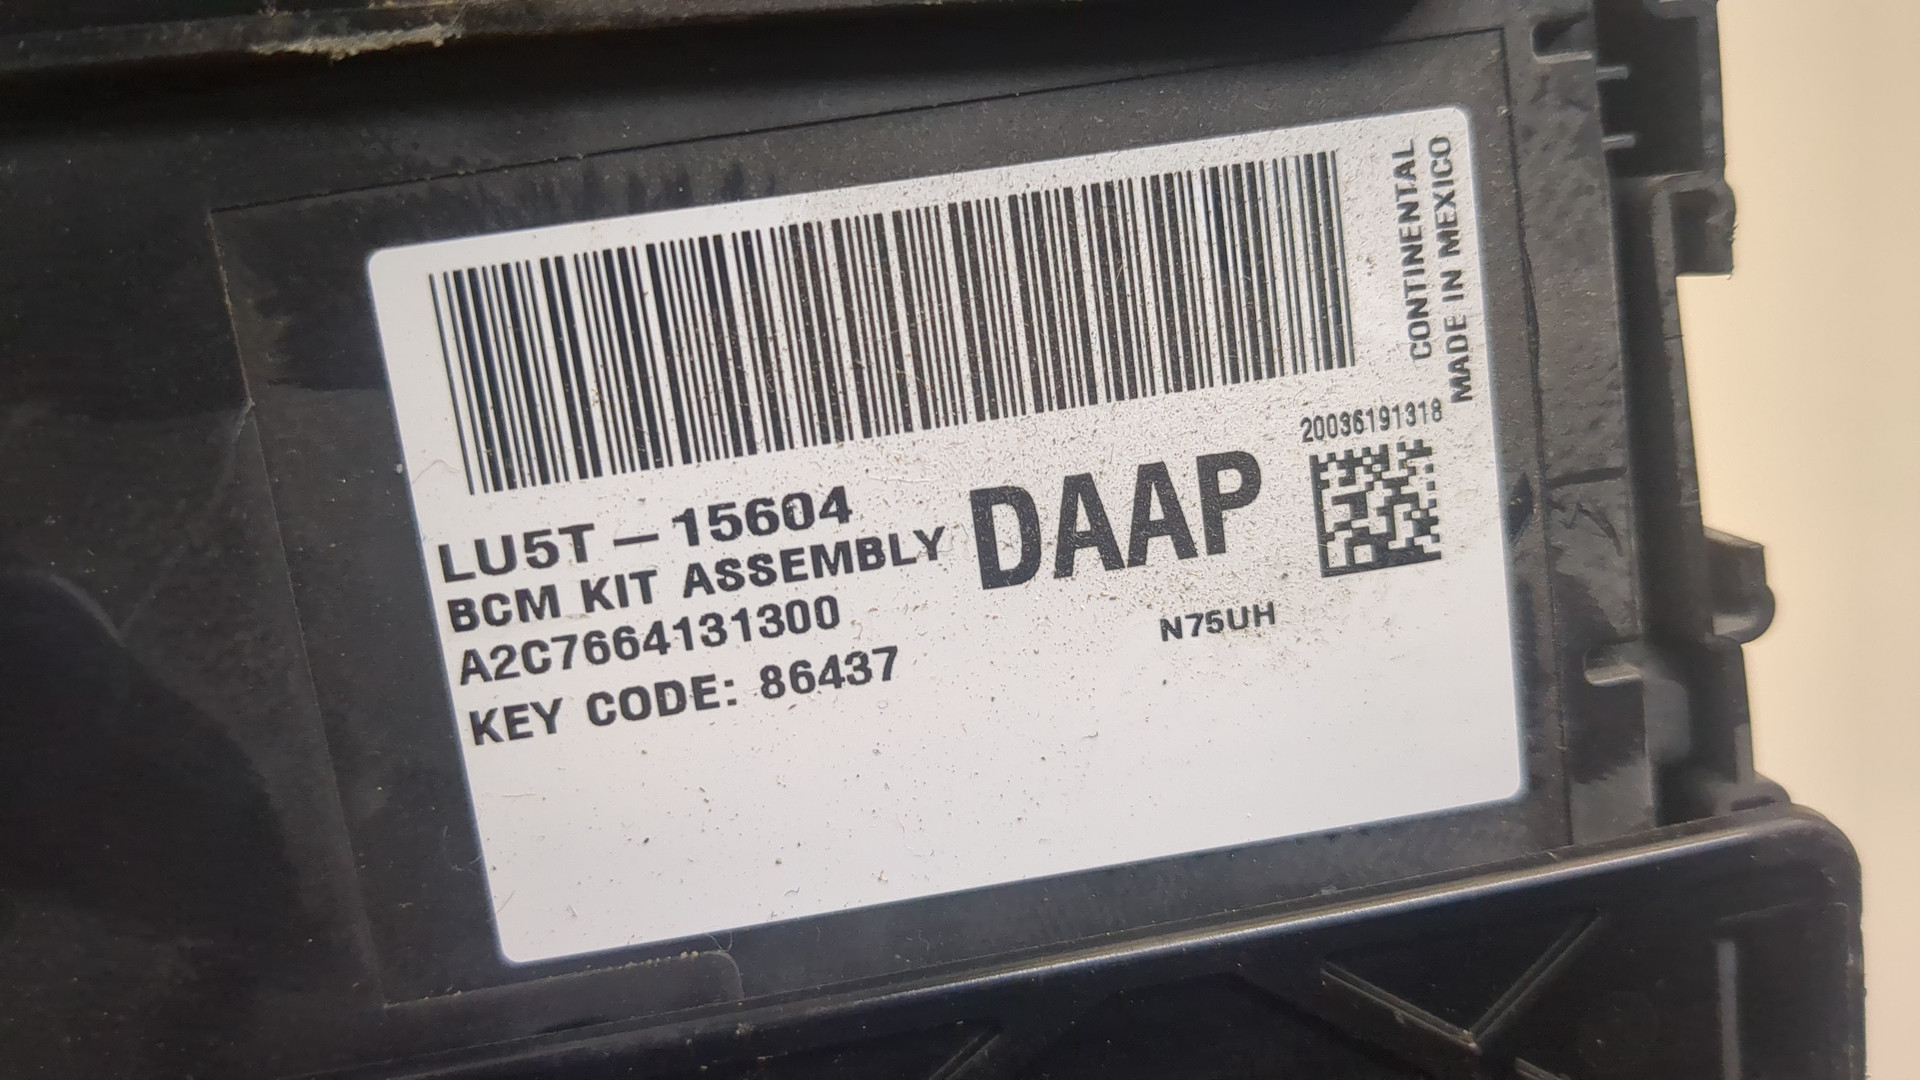 CONTINENTAL
MADE IN MEXICO
20036191318
LU5T – 15604
DAAP
BCM KIT ASSEMBLY
A2C7664131300
N75UH
KEY CODE: 86437